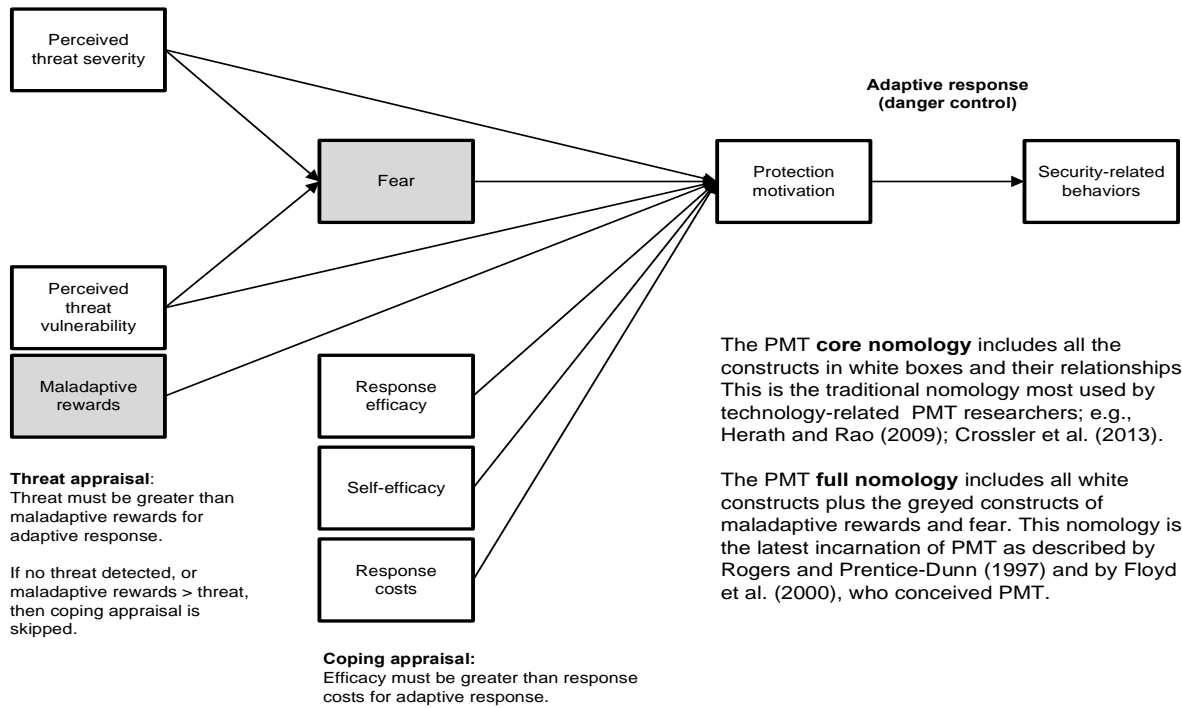 Perceived
threat severity
Adaptive response
(danger control)
Fear
Protection
motivation
Security-related
behaviors
Perceived
threat
vulnerability
Maladaptive
rewards
Response
efficacy
Self-efficacy
Response
costs
Threat appraisal:
Threat must be greater than
maladaptive rewards for
adaptive response.
If no threat detected, or
maladaptive rewards > threat,
then coping appraisal is
skipped.
Coping appraisal:
Efficacy must be greater than response
costs for adaptive response.
The PMT core nomology includes all the
constructs in white boxes and their relationships
This is the traditional nomology most used by
technology-related PMT researchers; e.g.,
Herath and Rao (2009); Crossler et al. (2013).
The PMT full nomology includes all white
constructs plus the greyed constructs of
maladaptive rewards and fear. This nomology is
the latest incarnation of PMT as described by
Rogers and Prentice-Dunn (1997) and by Floyd
et al. (2000), who conceived PMT.